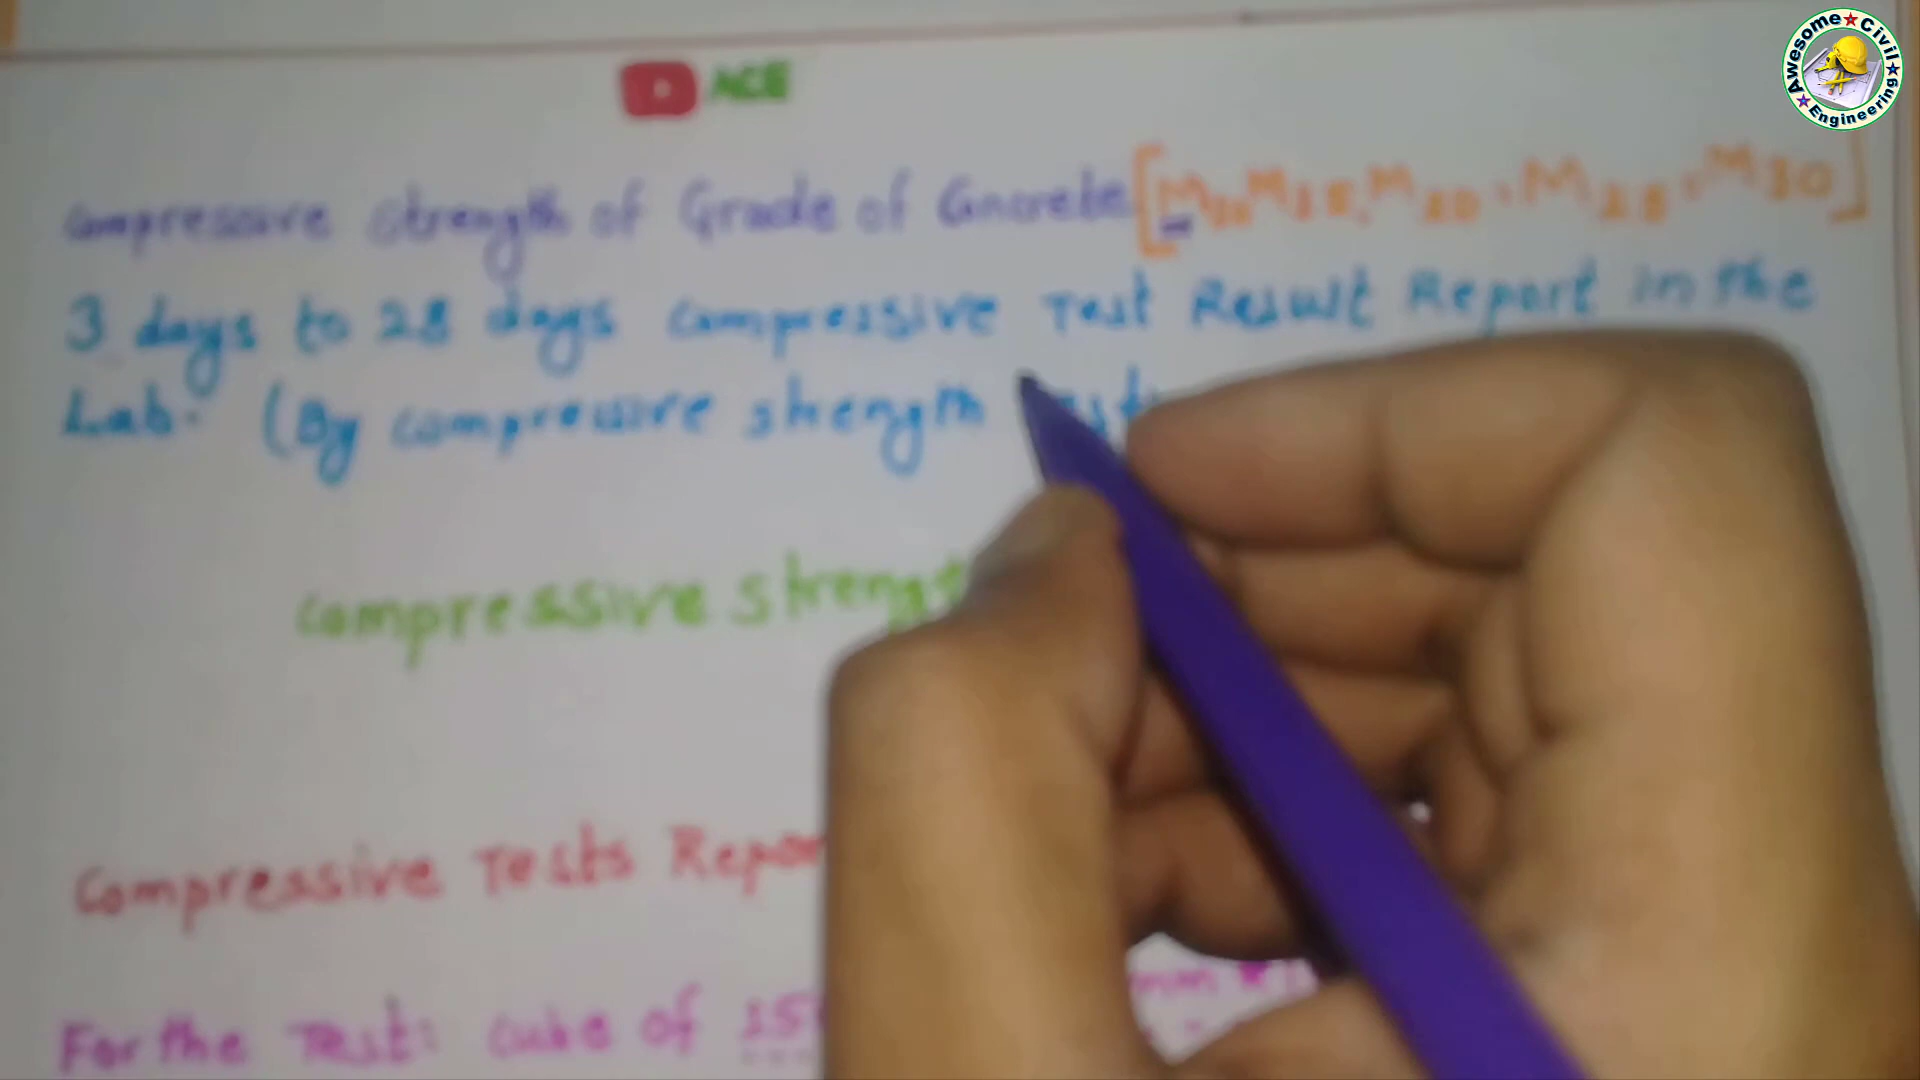 ACE
Awesome Civil Engineering
Compressive Strength of Grade of Concrete [M10, M15, M20, M25, M30]
3 days to 28 days compressive Test Result Report in the
Lab. (By compressive strength
Compressive strengt
Compressive Tests Repor
For the Test: Cube of 15 mm